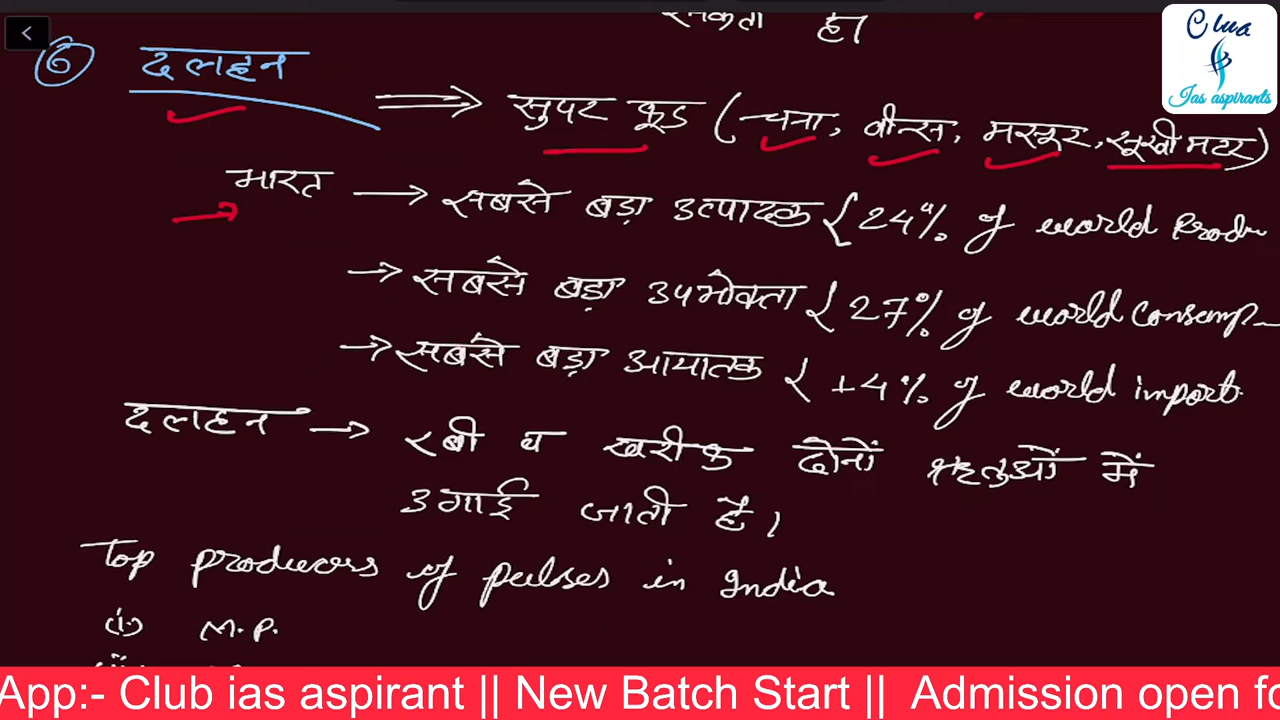 सकता है।
Club
Ias aspirants
⑥ दलहन
⇒ सुपर फूड (चना, बीन्स, मसूर, सूखी मटर)
भारत → सबसे बड़ा उत्पादक { 24% of world Produ
→ सबसे बड़ा उपभोक्ता { 27% of world Consump-
→ सबसे बड़ा आयातक { 14% of world import.
दलहन → रबी व खरीफ दोनों ऋतुओं में
उगाई जाती है।
Top producers of pulses in India
(i) M.P.
App:- Club ias aspirant || New Batch Start || Admission open fo